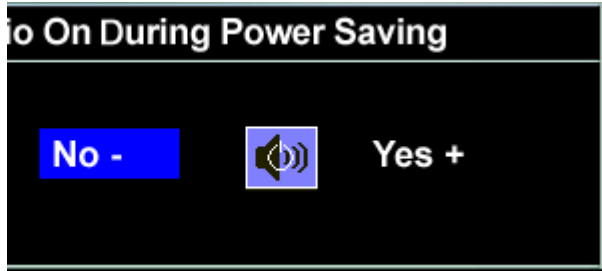 io On During Power Saving
No - Yes +